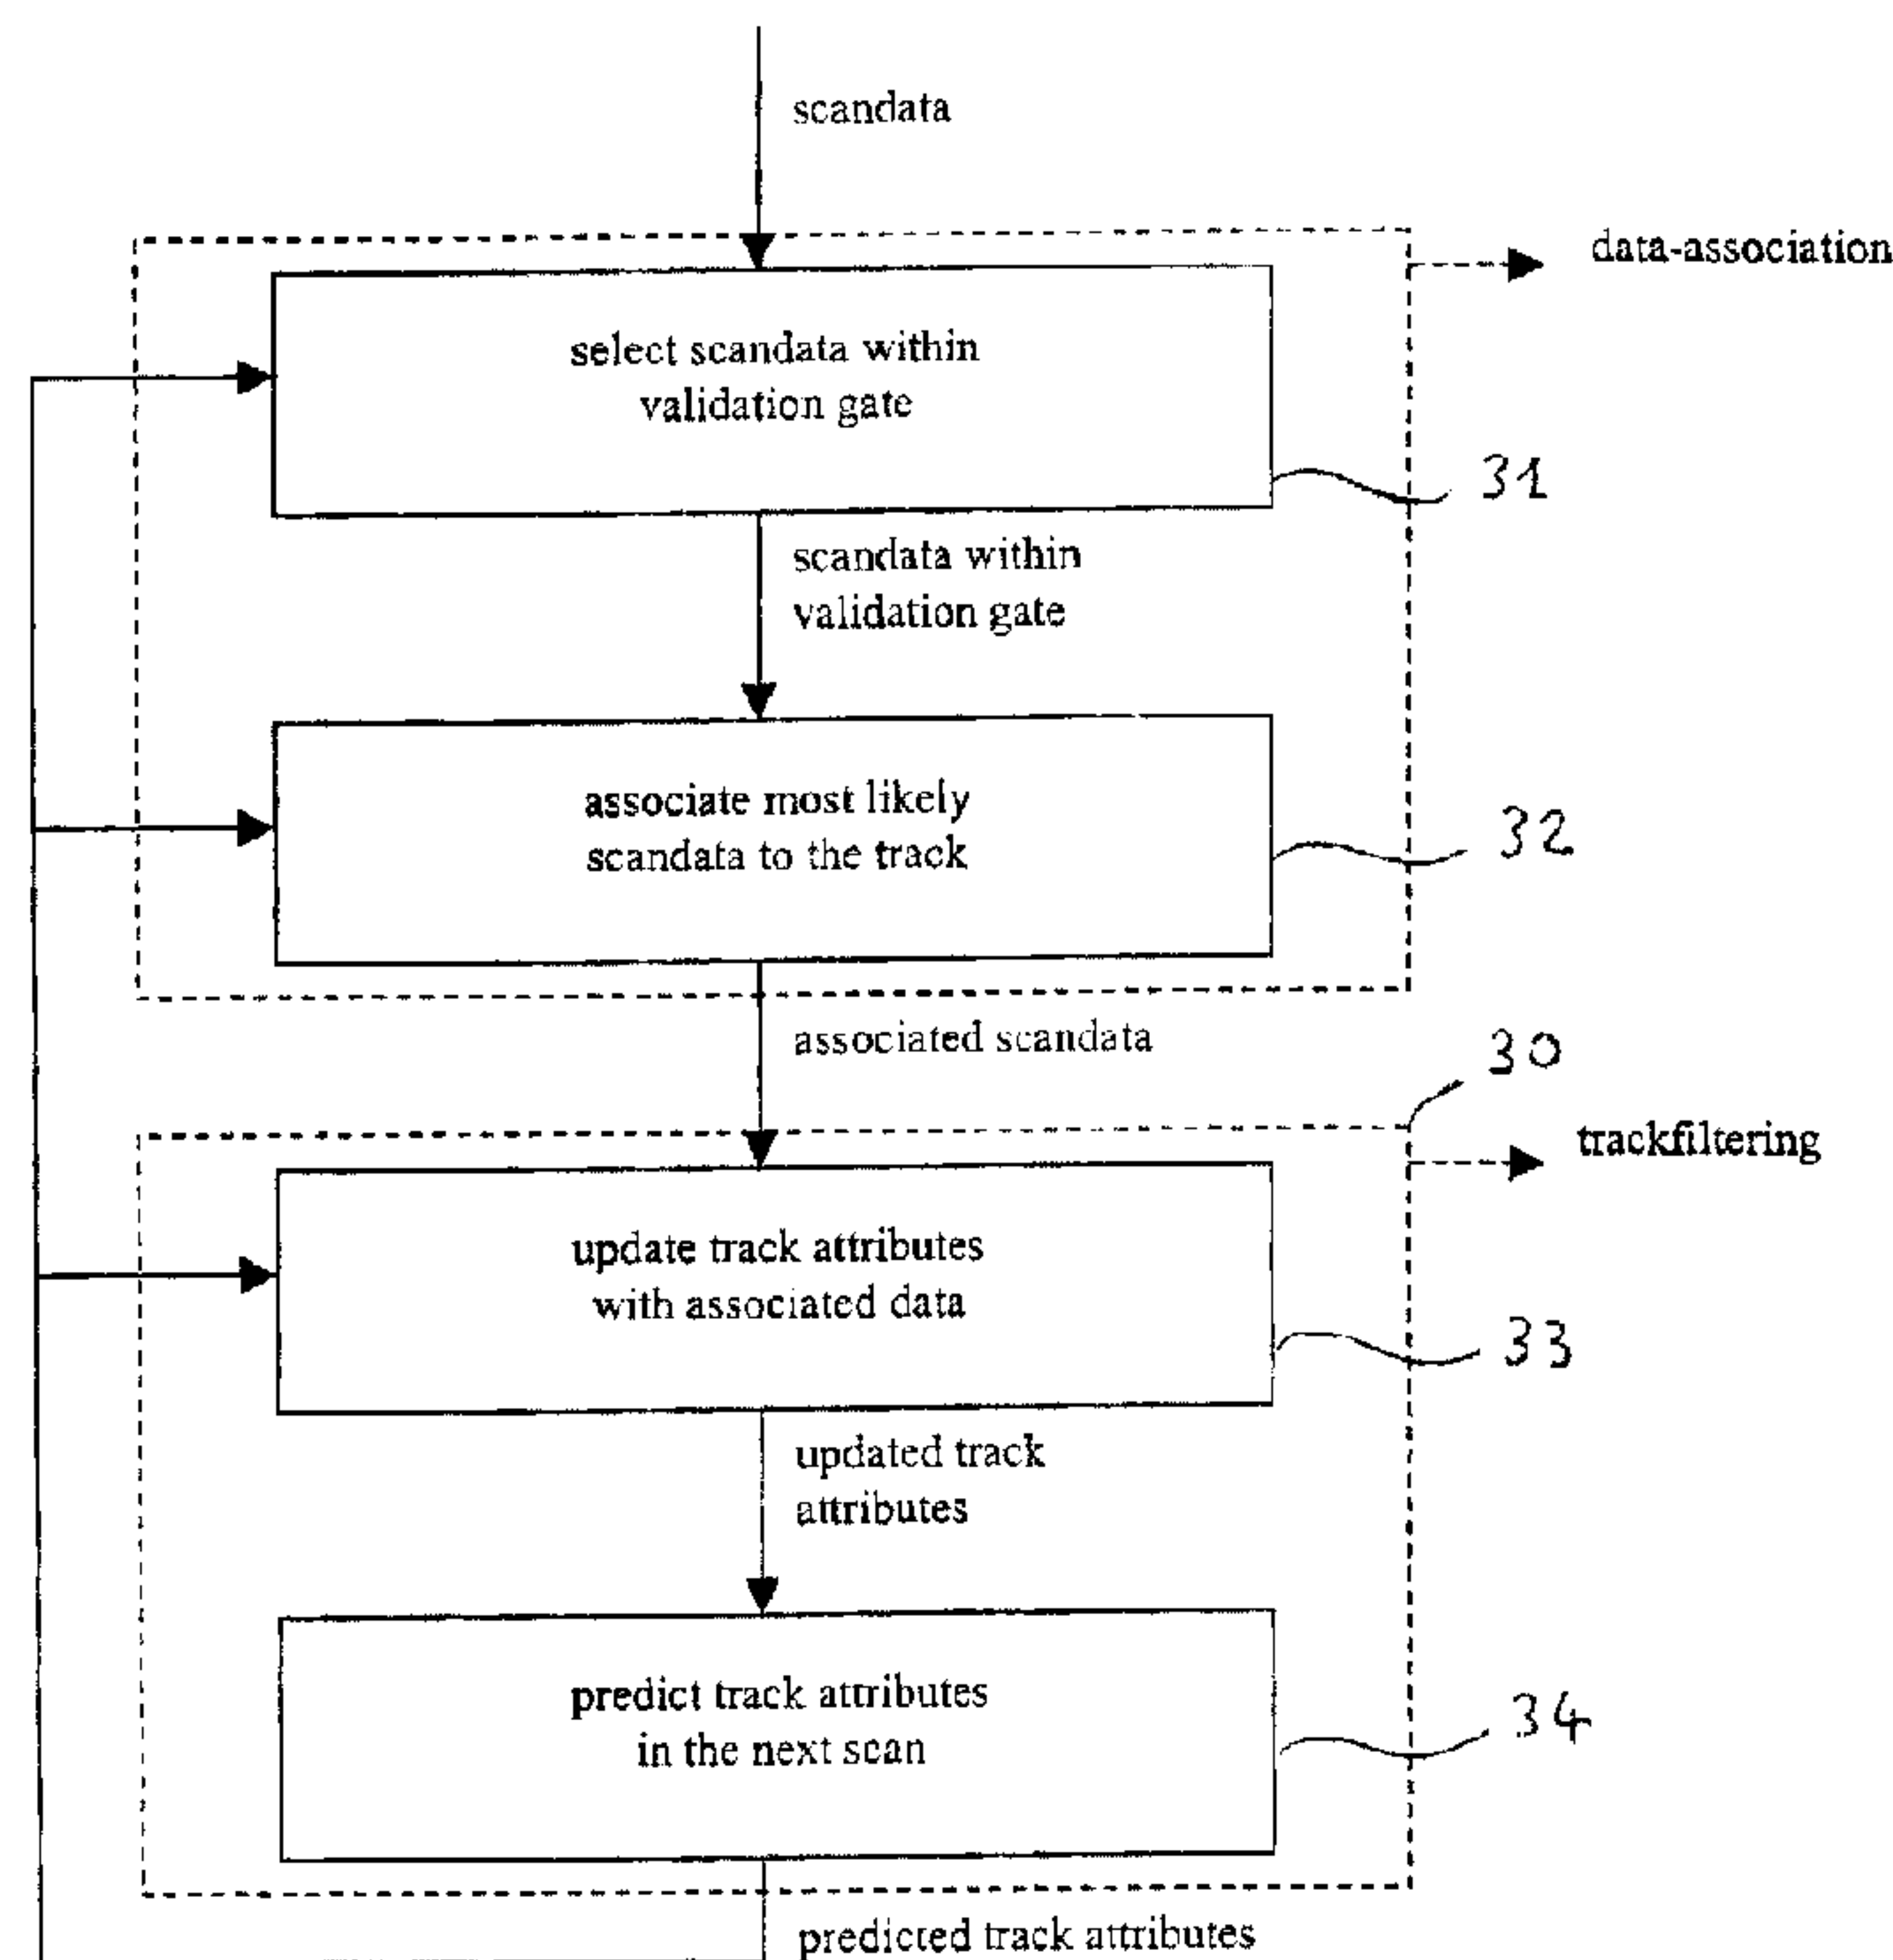 scandata
data-association
select scandata within
validation gate
31
scandata within
validation gate
associate most likely
scandata to the track
32
associated scandata
30
trackfiltering
update track attributes
with associated data
33
updated track
attributes
predict track attributes
in the next scan
34
predicted track attributes